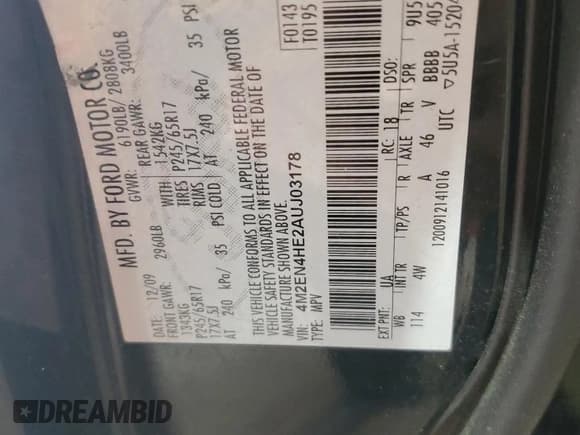 MFD. BY FORD MOTOR CO.
DATE: 12/09 GVWR: 6190LB/ 2808KG
FRONT GAWR: 2960LB REAR GAWR: 3400LB
1343KG WITH 1542KG
P245/65R17 TIRES P245/65R17
17X7.5J RIMS 17X7.5J
AT 240 kPa/ 35 PSI COLD AT 240 kPa/ 35 PSI
THIS VEHICLE CONFORMS TO ALL APPLICABLE FEDERAL MOTOR
VEHICLE SAFETY STANDARDS IN EFFECT ON THE DATE OF
MANUFACTURE SHOWN ABOVE.
F0143
T0195
4M2EN4HE2AUJ03178
TYPE: MPV
EXT PNT: UA RC: 18 DSO:
WB INT TR TP/PS R AXLE TR SPR
114 4W A 46 V BBBB
1200912141016 UTC ▽5U5A-1520
DREAMBID